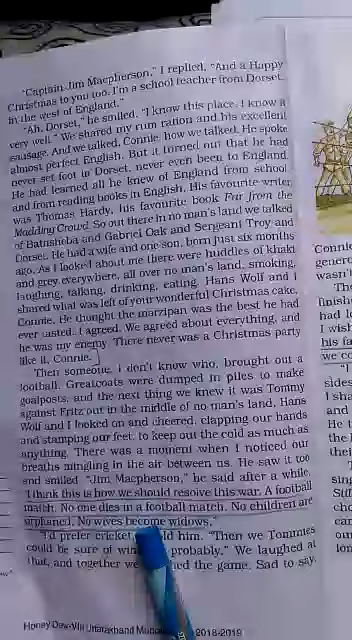 "Captain Jim Macpherson," I replied, "And a Happy
Christmas to you too. I'm a school teacher from Dorset,
in the west of England."
"Ah, Dorset," he smiled. "I know this place. I know it
very well." We shared my rum ration and his excellent
sausage. And we talked, Connie, how we talked. He spoke
almost perfect English. But it turned out that he had
never set foot in Dorset, never even been to England.
He had learned all he knew of England from school,
and from reading books in English. His favourite writer
was Thomas Hardy, his favourite book Far from the
Madding Crowd. So out there in no man's land we talked
of Bathsheba and Gabriel Oak and Sergeant Troy and
Dorset. He had a wife and one son, born just six months
ago. As I looked about me there were huddles of khaki
and grey everywhere, all over no man's land, smoking,
laughing, talking, drinking, eating. Hans Wolf and I
shared what was left of your wonderful Christmas cake,
Connie. He thought the marzipan was the best he had
ever tasted. I agreed. We agreed about everything, and
he was my enemy. There never was a Christmas party
like it, Connie.
Then someone, I don't know who, brought out a
football. Greatcoats were dumped in piles to make
goalposts, and the next thing we knew it was Tommy
against Fritz out in the middle of no man's land. Hans
Wolf and I looked on and cheered, clapping our hands
and stamping our feet, to keep out the cold as much as
anything. There was a moment when I noticed our
breaths mingling in the air between us. He saw it too
and smiled. "Jim Macpherson," he said after a while,
"I think this is how we should resolve this war. A football
match. No one dies in a football match. No children are
orphaned. No wives become widows."
"I'd prefer cricket," told him. "Then we Tommies
could be sure of win probably." We laughed at
that, and together we ed the game. Sad to say,
Honey Dew-VIII Uttarakhand 2018-2019
Connie
genero
wasn't
The
finish
had l
I wish
his fa
we co
"I
sides
I sha
and
He t
the
thei
sing
Still
cho
car
ou
lon